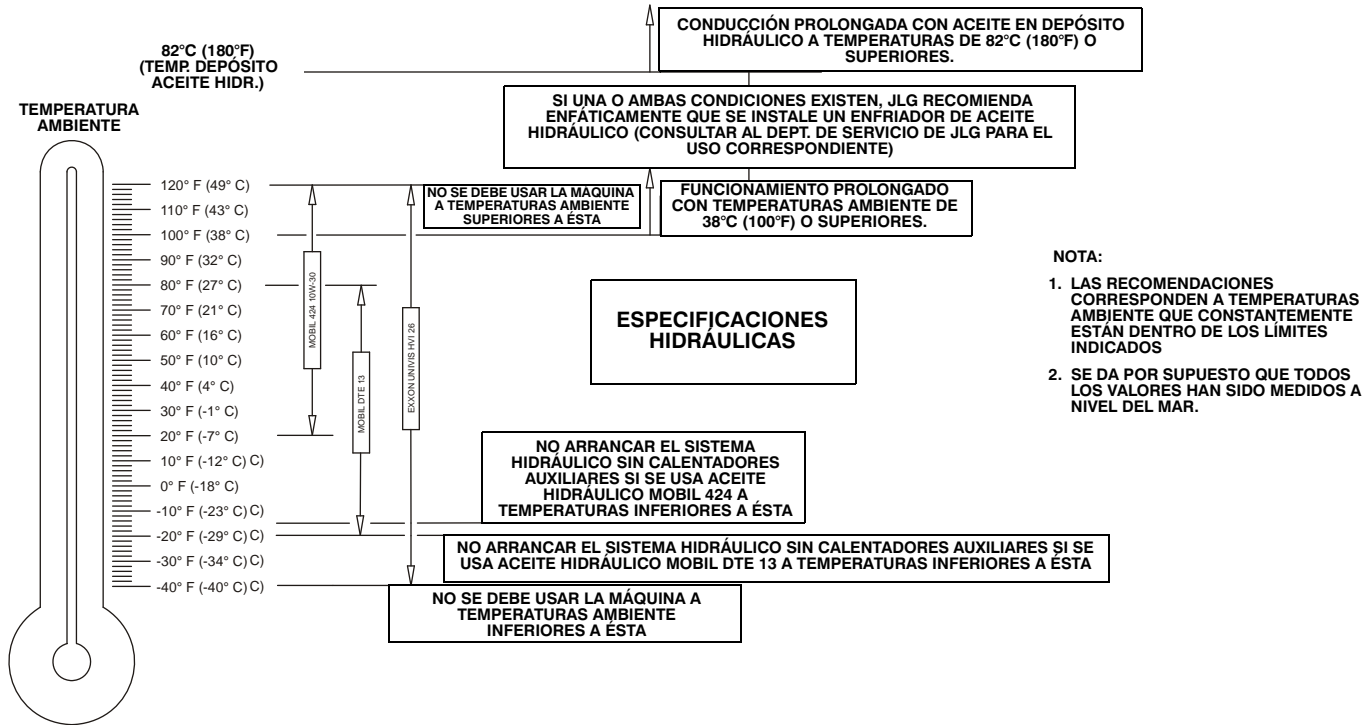 82°C (180°F)
(TEMP. DEPÓSITO
ACEITE HIDR.)
TEMPERATURA
AMBIENTE
120° F (49° C)
110° F (43° C)
100° F (38° C)
90° F (32° C)
80° F (27° C)
70° F (21° C)
60° F (16° C)
50° F (10° C)
40° F (4° C)
30° F (-1° C)
20° F (-7° C)
10° F (-12° C) C)
0° F (-18° C)
-10° F (-23° C) C)
-20° F (-29° C) C)
-30° F (-34° C) C)
-40° F (-40° C) C)
MOBIL 424 10W-30
MOBIL DTE 13
EXXON UNIVIS HVI 26
CONDUCCIÓN PROLONGADA CON ACEITE EN DEPÓSITO
HIDRÁULICO A TEMPERATURAS DE 82°C (180°F) O
SUPERIORES.
SI UNA O AMBAS CONDICIONES EXISTEN, JLG RECOMIENDA
ENFÁTICAMENTE QUE SE INSTALE UN ENFRIADOR DE ACEITE
HIDRÁULICO (CONSULTAR AL DEPT. DE SERVICIO DE JLG PARA EL
USO CORRESPONDIENTE)
NO SE DEBE USAR LA MÁQUINA
A TEMPERATURAS AMBIENTE
SUPERIORES A ÉSTA
FUNCIONAMIENTO PROLONGADO
CON TEMPERATURAS AMBIENTE DE
38°C (100°F) O SUPERIORES.
ESPECIFICACIONES
HIDRÁULICAS
NOTA:
1. LAS RECOMENDACIONES
CORRESPONDEN A TEMPERATURAS
AMBIENTE QUE CONSTANTEMENTE
ESTÁN DENTRO DE LOS LÍMITES
INDICADOS
2. SE DA POR SUPUESTO QUE TODOS
LOS VALORES HAN SIDO MEDIDOS A
NIVEL DEL MAR.
NO ARRANCAR EL SISTEMA
HIDRÁULICO SIN CALENTADORES
AUXILIARES SI SE USA ACEITE
HIDRÁULICO MOBIL 424 A
TEMPERATURAS INFERIORES A ÉSTA
NO ARRANCAR EL SISTEMA HIDRÁULICO SIN CALENTADORES AUXILIARES SI SE
USA ACEITE HIDRÁULICO MOBIL DTE 13 A TEMPERATURAS INFERIORES A ÉSTA
NO SE DEBE USAR LA MÁQUINA A
TEMPERATURAS AMBIENTE
INFERIORES A ÉSTA